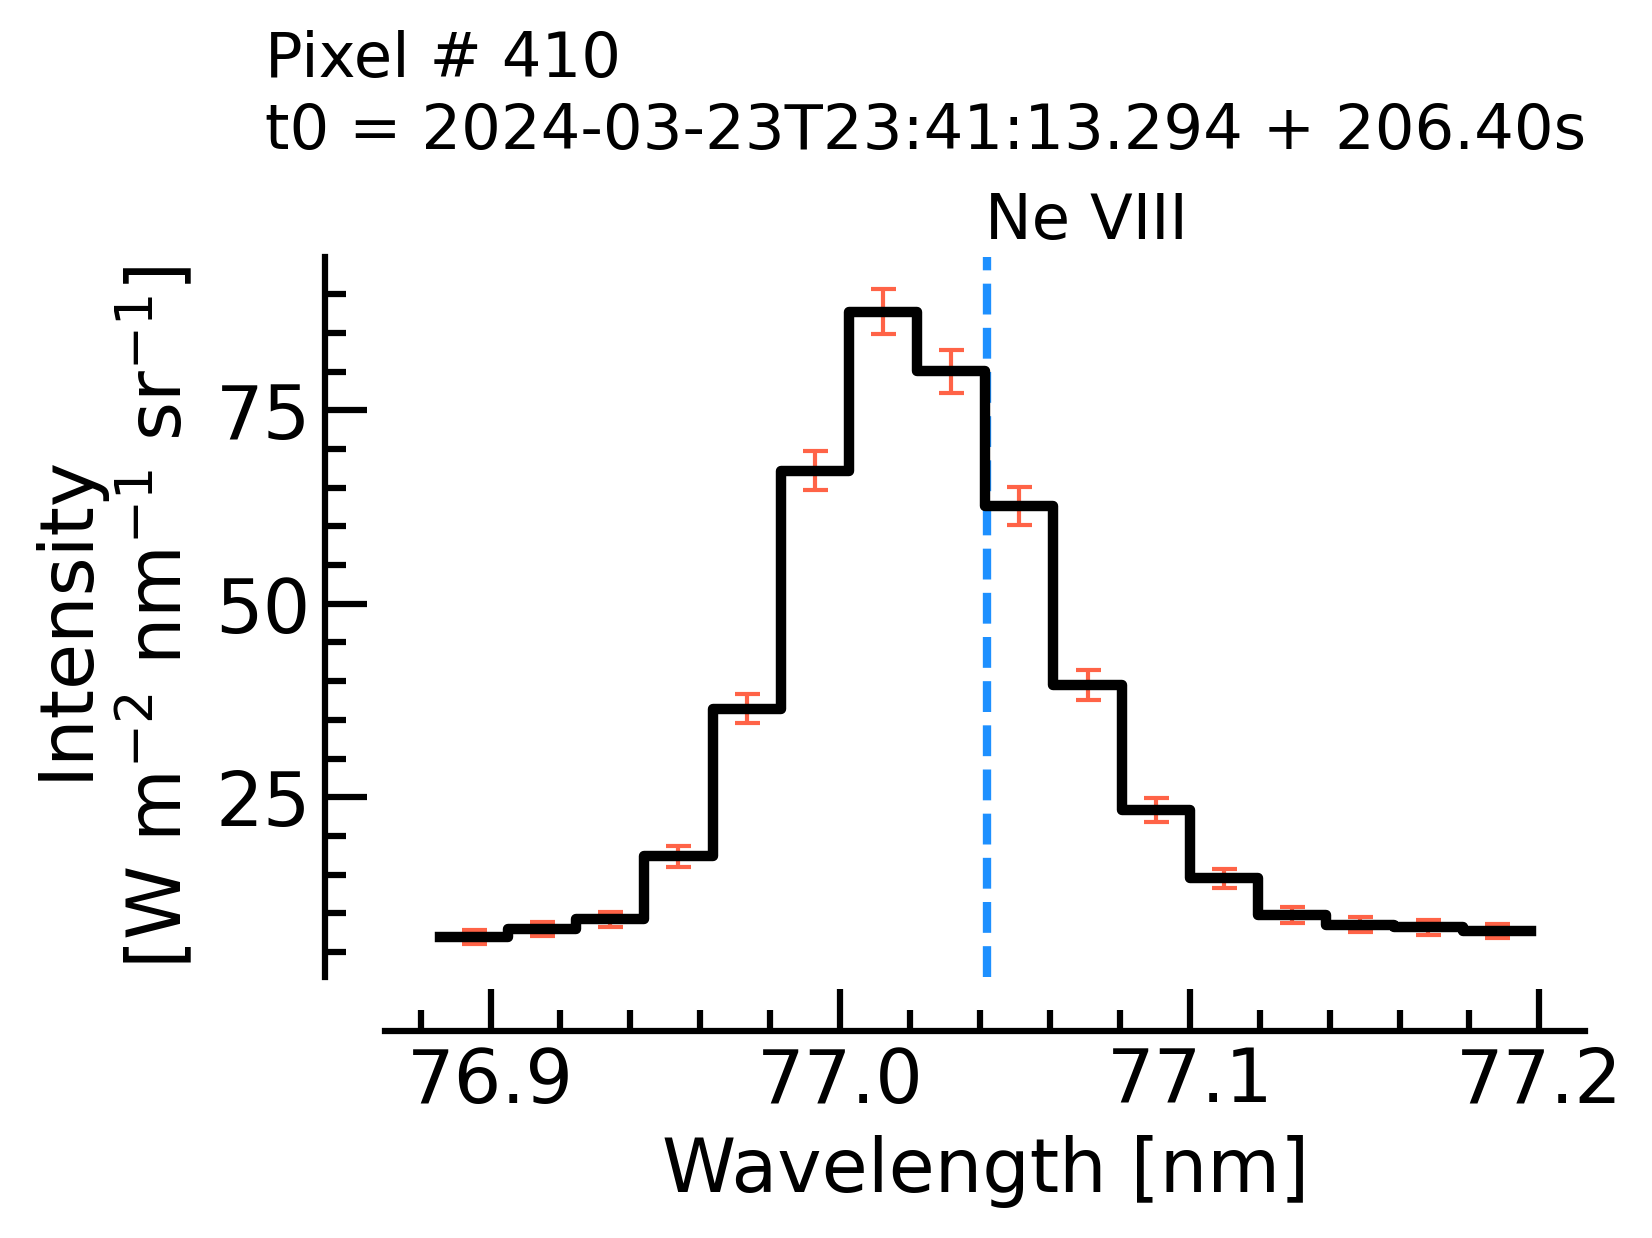 Pixel # 410
t0 = 2024-03-23T23:41:13.294 + 206.40s
Ne VIII
Intensity
[W m⁻² nm⁻¹ sr⁻¹]
75
50
25
76.9
77.0
77.1
77.2
Wavelength [nm]